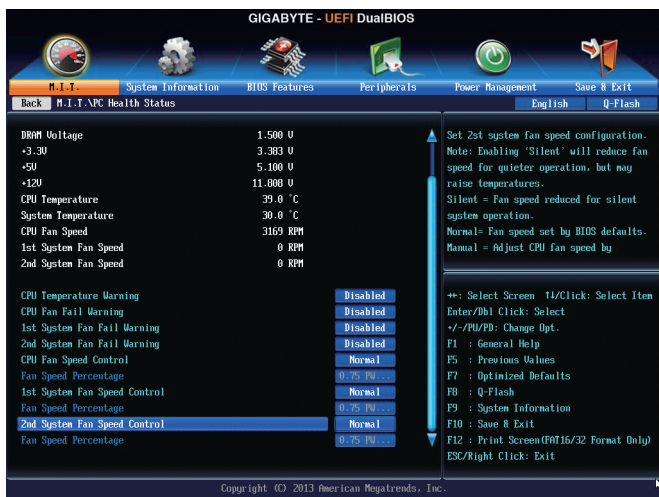 GIGABYTE - UEFI DualBIOS
M.I.T. System Information BIOS Features Peripherals Power Management Save & Exit
Back M.I.T.\PC Health Status English Q-Flash
DRAM Voltage 1.500 V
+3.3V 3.383 V
+5V 5.100 V
+12V 11.808 V
CPU Temperature 39.0 °C
System Temperature 30.0 °C
CPU Fan Speed 3169 RPM
1st System Fan Speed 0 RPM
2nd System Fan Speed 0 RPM
CPU Temperature Warning Disabled
CPU Fan Fail Warning Disabled
1st System Fan Fail Warning Disabled
2nd System Fan Fail Warning Disabled
CPU Fan Speed Control Normal
Fan Speed Percentage 0.75 PW...
1st System Fan Speed Control Normal
Fan Speed Percentage 0.75 PW...
2nd System Fan Speed Control Normal
Fan Speed Percentage 0.75 PW...
Set 2st system fan speed configuration.
Note: Enabling 'Silent' will reduce fan
speed for quieter operation, but may
raise temperatures.
Silent = Fan speed reduced for silent
system operation.
Normal= Fan speed set by BIOS defaults.
Manual = Adjust CPU fan speed by
→←: Select Screen ↑↓/Click: Select Item
Enter/Dbl Click: Select
+/-/PU/PD: Change Opt.
F1 : General Help
F5 : Previous Values
F7 : Optimized Defaults
F8 : Q-Flash
F9 : System Information
F10 : Save & Exit
F12 : Print Screen(FAT16/32 Format Only)
ESC/Right Click: Exit
Copyright (C) 2013 American Megatrends, Inc.